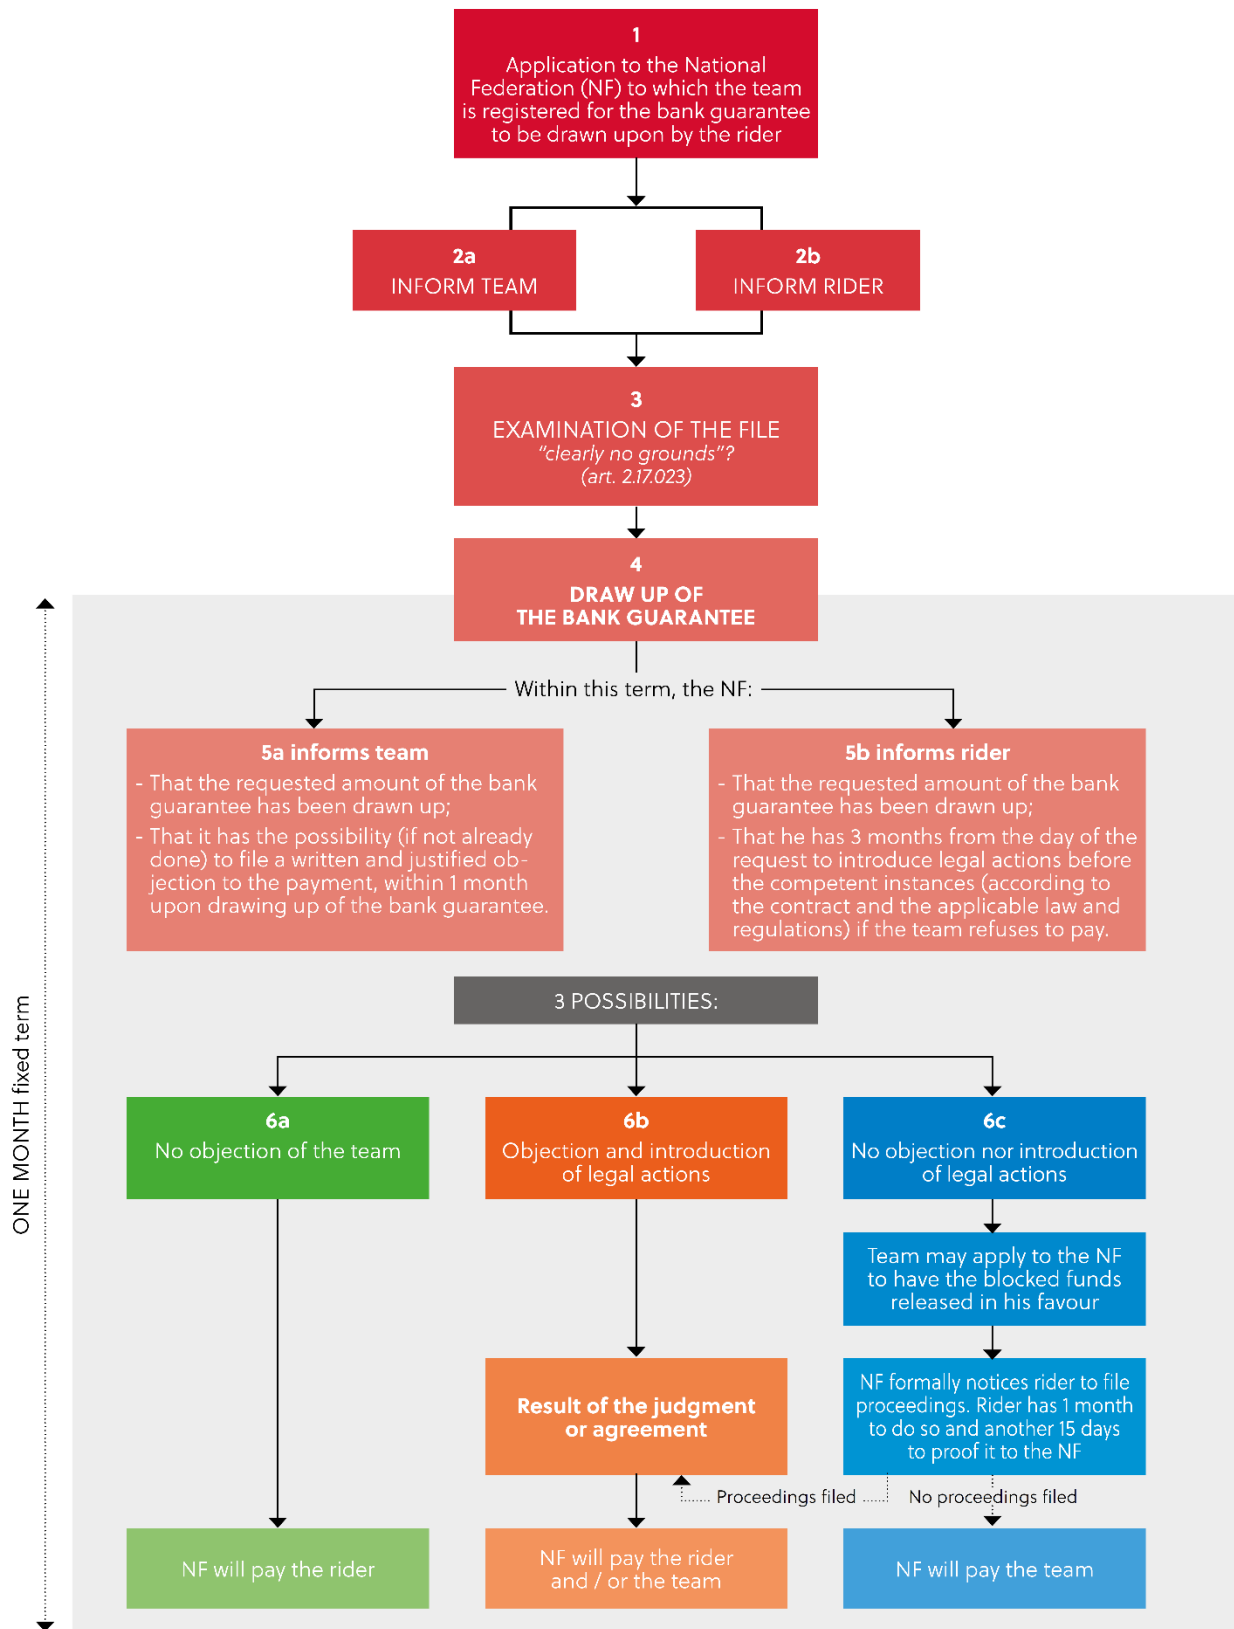 1
Application to the National
Federation (NF) to which the team
is registered for the bank guarantee
to be drawn upon by the rider
2a
INFORM TEAM
2b
INFORM RIDER
3
EXAMINATION OF THE FILE
“clearly no grounds”?
(art. 2.17.023)
4
DRAW UP OF
THE BANK GUARANTEE
Within this term, the NF:
5a informs team
- That the requested amount of the bank
guarantee has been drawn up;
- That it has the possibility (if not already
done) to file a written and justified ob-
jection to the payment, within 1 month
upon drawing up of the bank guarantee.
5b informs rider
- That the requested amount of the bank
guarantee has been drawn up;
- That he has 3 months from the day of the
request to introduce legal actions before
the competent instances (according to
the contract and the applicable law and
regulations) if the team refuses to pay.
3 POSSIBILITIES:
ONE MONTH fixed term
6a
No objection of the team
6b
Objection and introduction
of legal actions
6c
No objection nor introduction
of legal actions
Team may apply to the NF
to have the blocked funds
released in his favour
Result of the judgment
or agreement
NF formally notices rider to file
proceedings. Rider has 1 month
to do so and another 15 days
to proof it to the NF
Proceedings filed
No proceedings filed
NF will pay the rider
NF will pay the rider
and / or the team
NF will pay the team